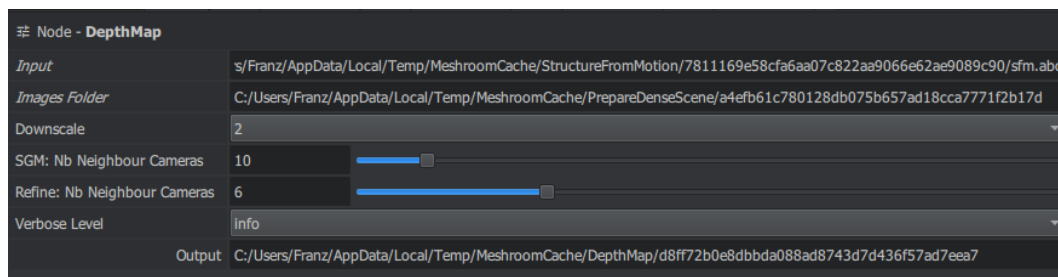 Node - DepthMap
Input s/Franz/AppData/Local/Temp/MeshroomCache/StructureFromMotion/7811169e58cfa6aa07c822aa9066e62ae9089c90/sfm.abc
Images Folder C:/Users/Franz/AppData/Local/Temp/MeshroomCache/PrepareDenseScene/a4efb61c780128db075b657ad18cca7771f2b17d
Downscale 2
SGM: Nb Neighbour Cameras 10
Refine: Nb Neighbour Cameras 6
Verbose Level info
Output C:/Users/Franz/AppData/Local/Temp/MeshroomCache/DepthMap/d8ff72b0e8dbbda088ad8743d7d436f57ad7eea7